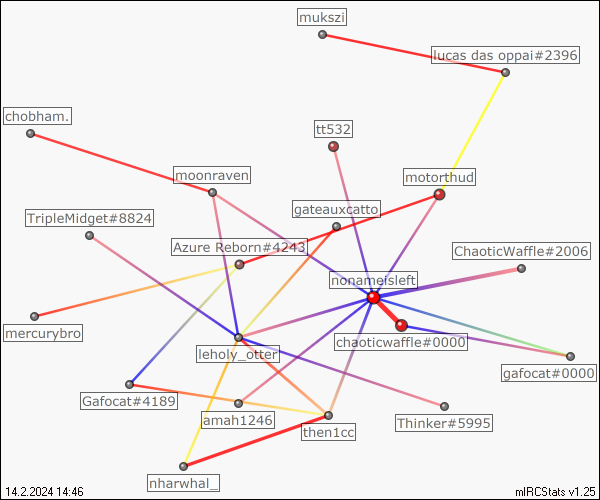 mukszi
lucas das oppai#2396
chobham.
tt532
moonraven
motorthud
gateauxcatto
TripleMidget#8824
Azure Reborn#4243
ChaoticWaffle#2006
nonameisleft
mercurybro
chaoticwaffle#0000
leholy_otter
gafocat#0000
Gafocat#4189
amah1246
Thinker#5995
then1cc
nharwhal_
14.2.2024 14:46
mIRCStats v1.25